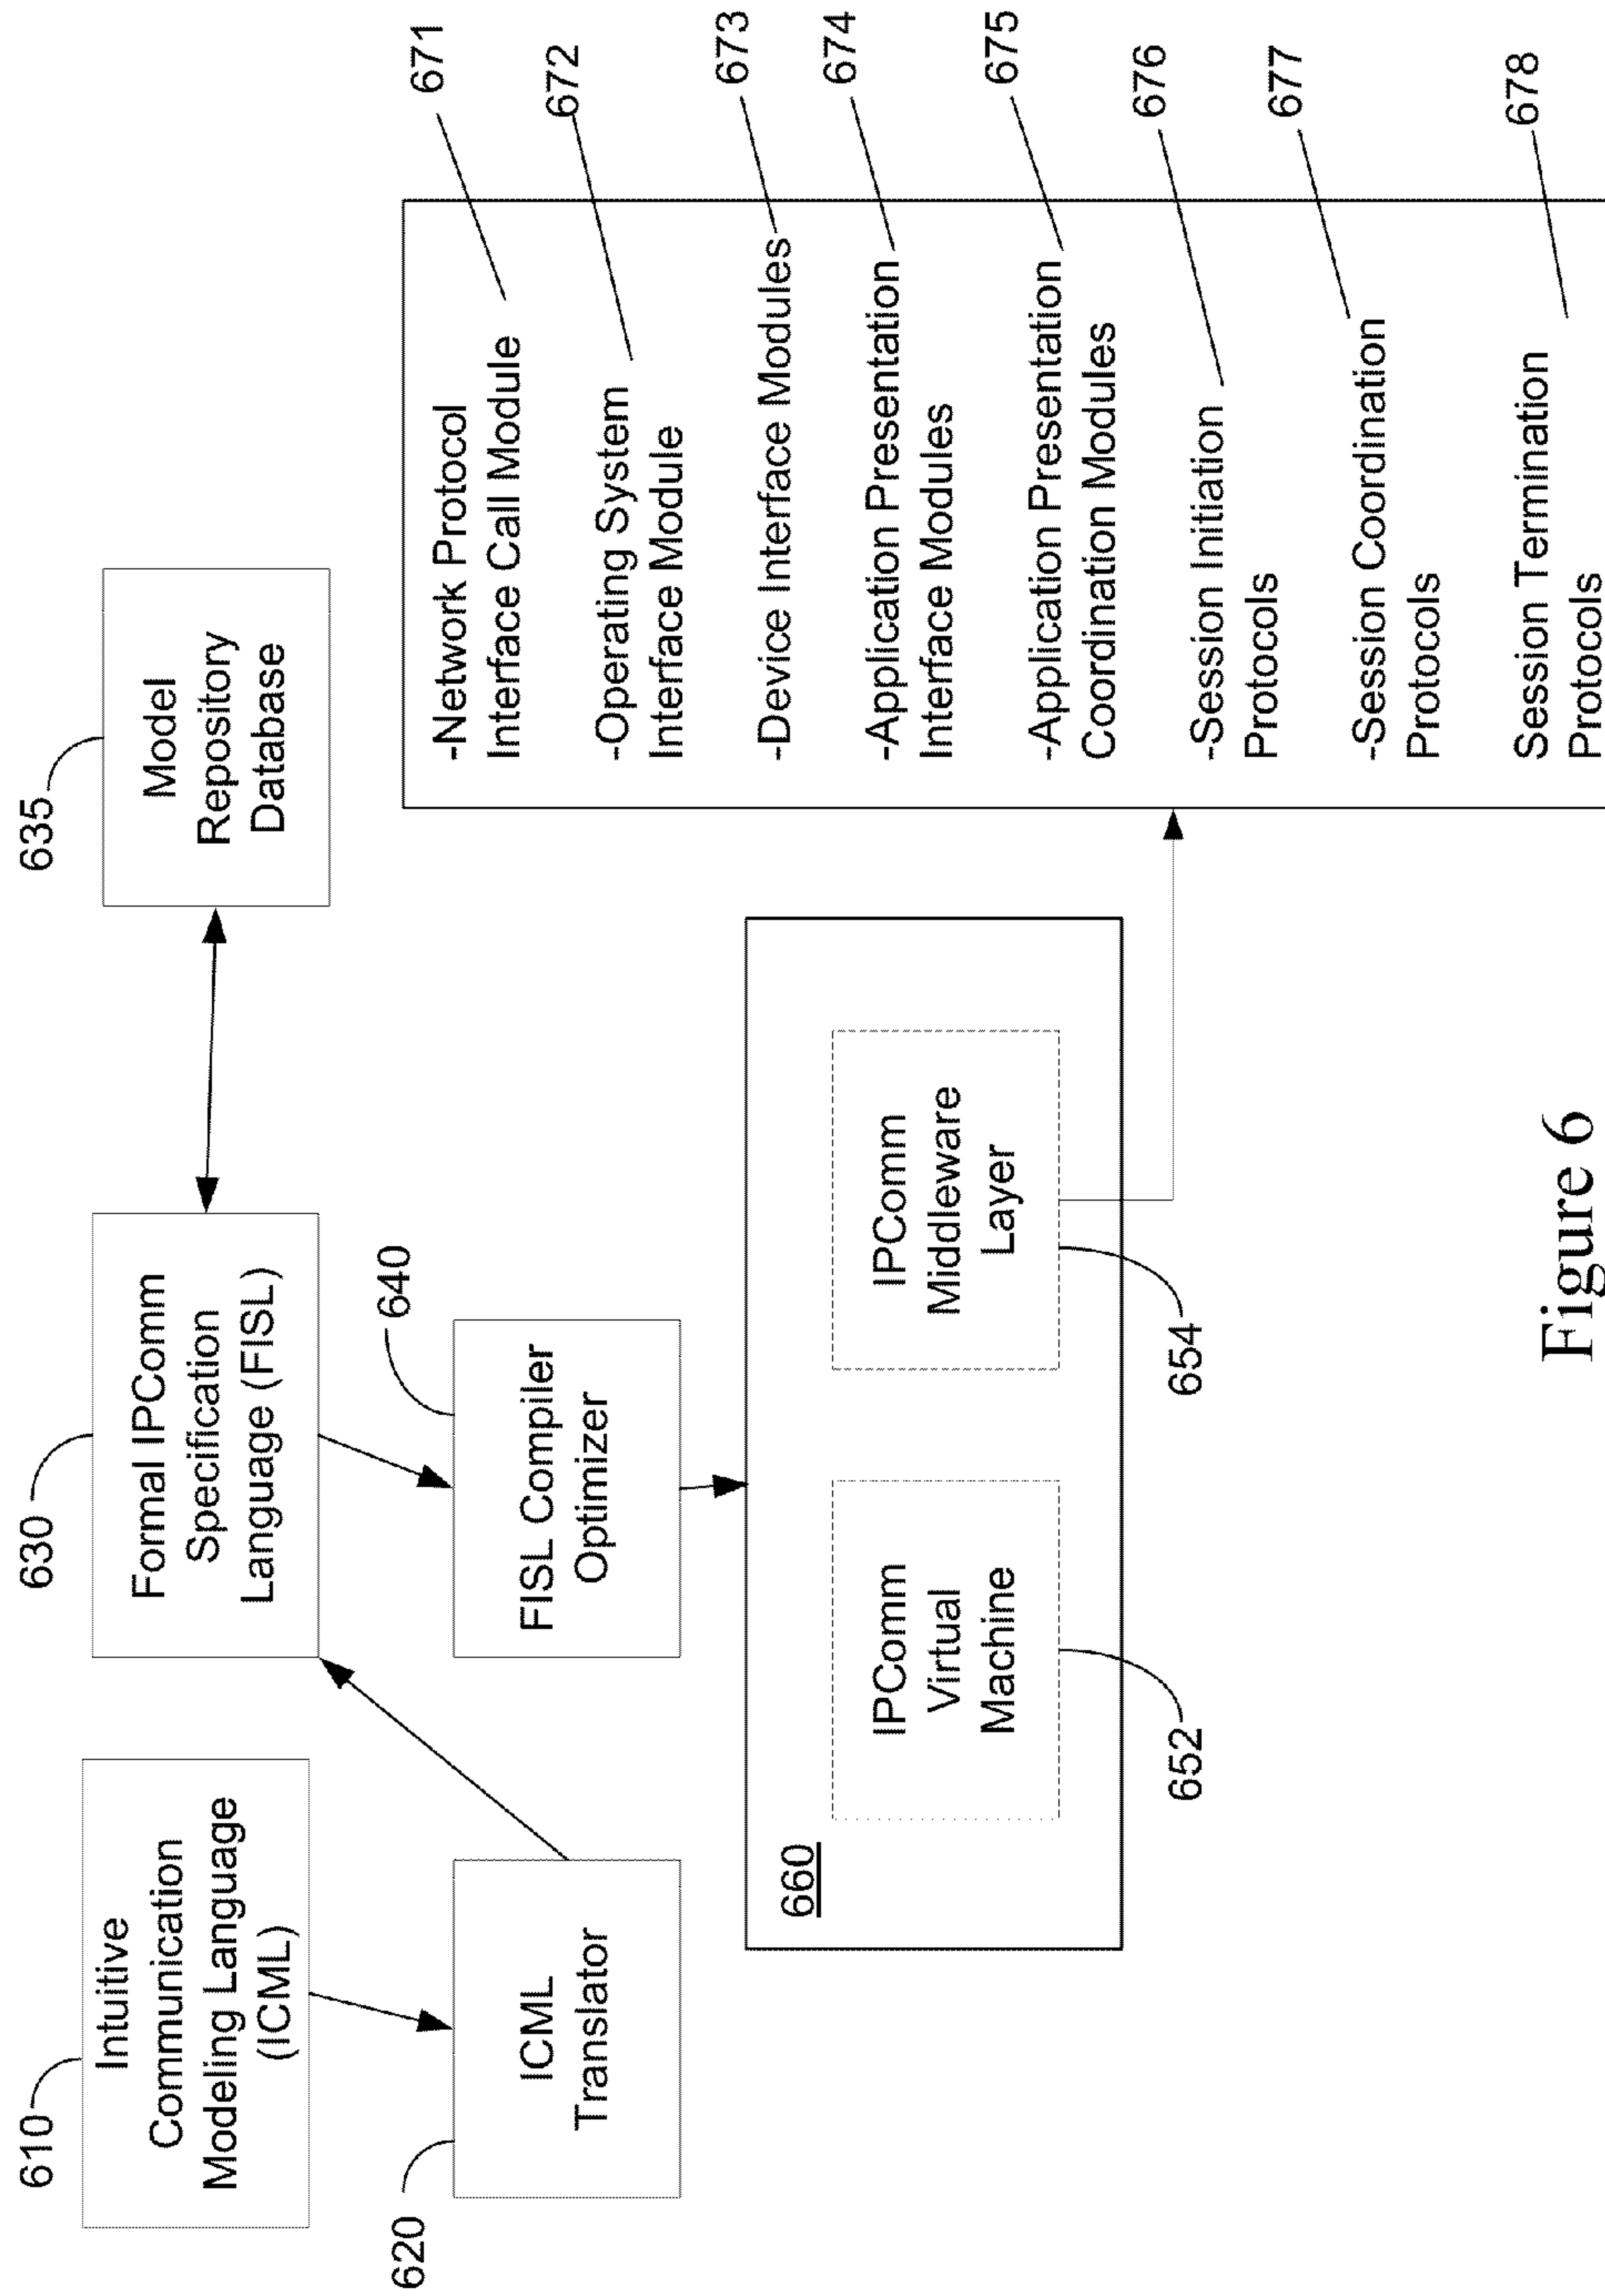 610
Intuitive
Communication
Modeling Language
(ICML)
620
ICML
Translator
630
Formal IPComm
Specification
Language (FISL)
635
Model
Repository
Database
640
FISL Compiler
Optimizer
660
IPComm
Virtual
Machine
652
IPComm
Middleware
Layer
654
-Network Protocol
Interface Call Module
671
-Operating System
Interface Module
672
-Device Interface Modules
673
-Application Presentation
Interface Modules
674
-Application Presentation
Coordination Modules
675
-Session Initiation
Protocols
676
-Session Coordination
Protocols
677
Session Termination
Protocols
678
Figure 6